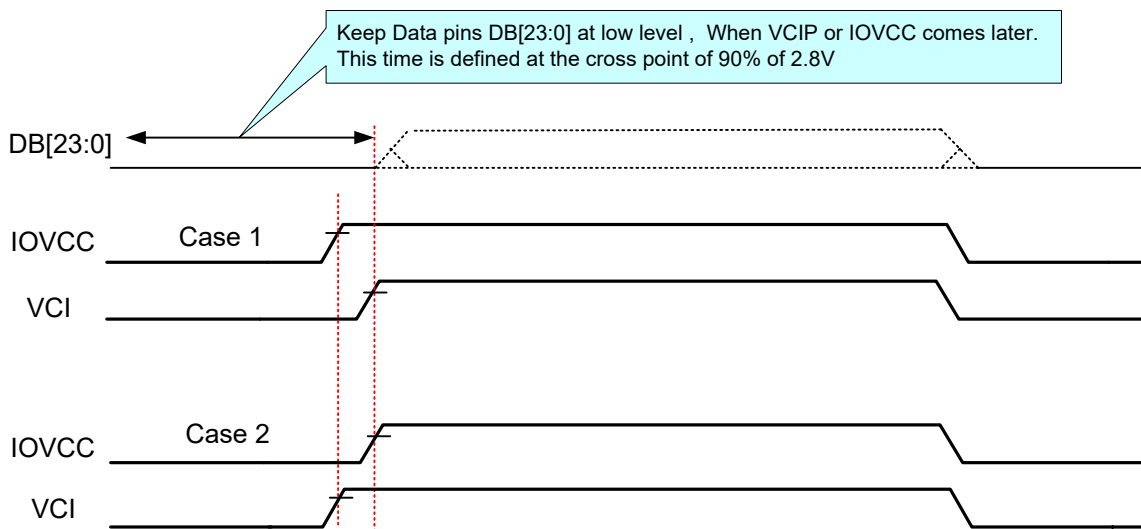 Keep Data pins DB[23:0] at low level , When VCIP or IOVCC comes later.
This time is defined at the cross point of 90% of 2.8V
DB[23:0]
IOVCC
Case 1
VCI
IOVCC
Case 2
VCI